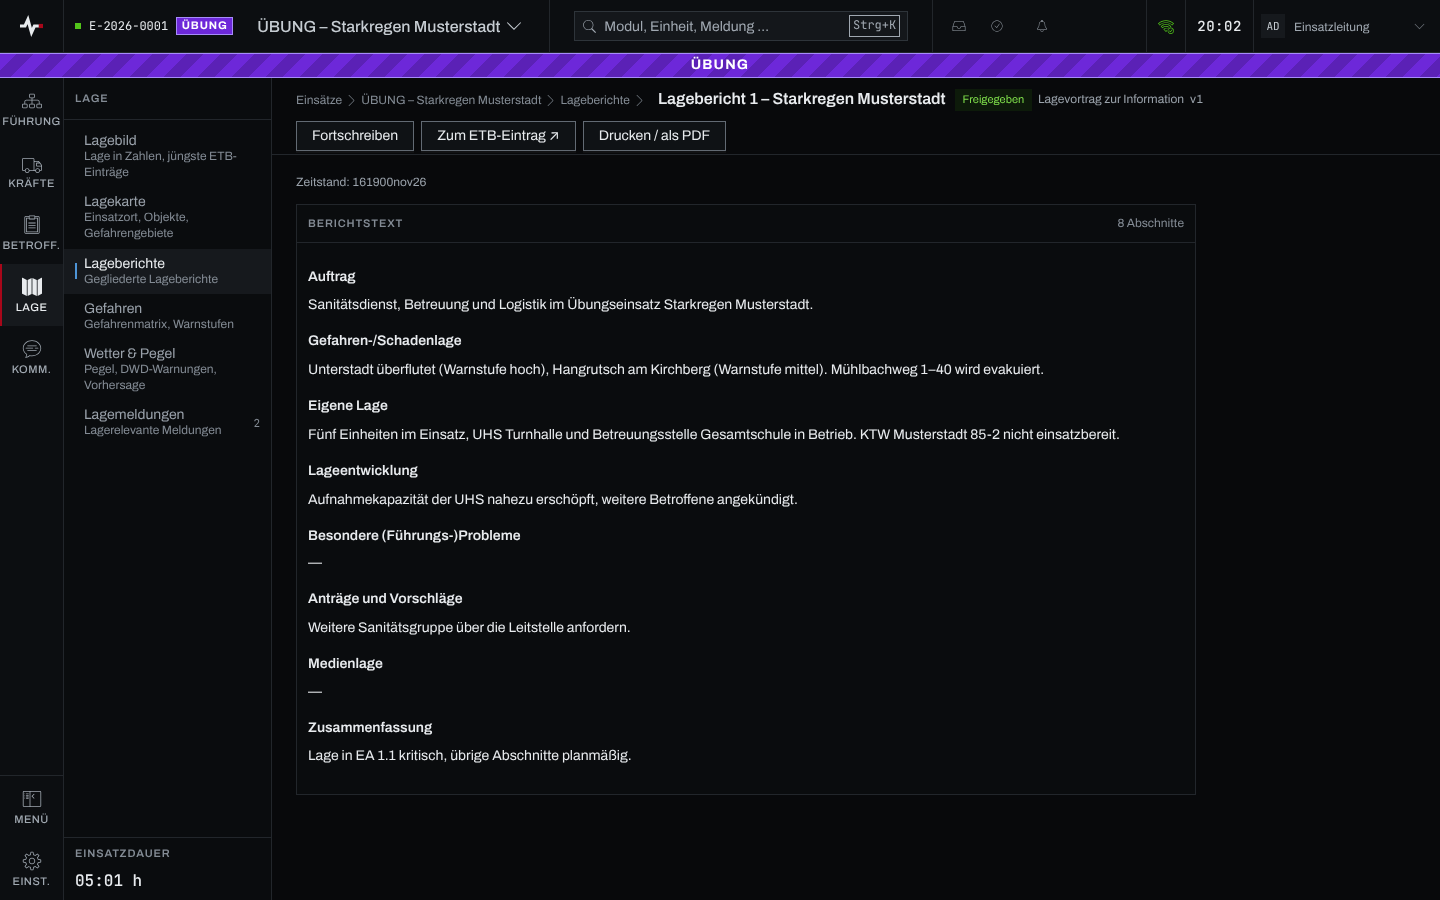 E-2026-0001 ÜBUNG ÜBUNG – Starkregen Musterstadt Modul, Einheit, Meldung ... Strg+K 20:02 AD Einsatzleitung
ÜBUNG
FÜHRUNG
KRÄFTE
BETROFF.
LAGE
KOMM.
MENÜ
EINST.
LAGE
Lagebild
Lage in Zahlen, jüngste ETB-
Einträge
Lagekarte
Einsatzort, Objekte,
Gefahrengebiete
Lageberichte
Gegliederte Lageberichte
Gefahren
Gefahrenmatrix, Warnstufen
Wetter & Pegel
Pegel, DWD-Warnungen,
Vorhersage
Lagemeldungen
Lagerelevante Meldungen 2
EINSATZDAUER
05:01 h
Einsätze ÜBUNG – Starkregen Musterstadt Lageberichte Lagebericht 1 – Starkregen Musterstadt Freigegeben Lagevortrag zur Information v1
Fortschreiben Zum ETB-Eintrag ↗ Drucken / als PDF
Zeitstand: 161900nov26
BERICHTSTEXT 8 Abschnitte
Auftrag
Sanitätsdienst, Betreuung und Logistik im Übungseinsatz Starkregen Musterstadt.
Gefahren-/Schadenlage
Unterstadt überflutet (Warnstufe hoch), Hangrutsch am Kirchberg (Warnstufe mittel). Mühlbachweg 1–40 wird evakuiert.
Eigene Lage
Fünf Einheiten im Einsatz, UHS Turnhalle und Betreuungsstelle Gesamtschule in Betrieb. KTW Musterstadt 85-2 nicht einsatzbereit.
Lageentwicklung
Aufnahmekapazität der UHS nahezu erschöpft, weitere Betroffene angekündigt.
Besondere (Führungs-)Probleme
—
Anträge und Vorschläge
Weitere Sanitätsgruppe über die Leitstelle anfordern.
Medienlage
—
Zusammenfassung
Lage in EA 1.1 kritisch, übrige Abschnitte planmäßig.